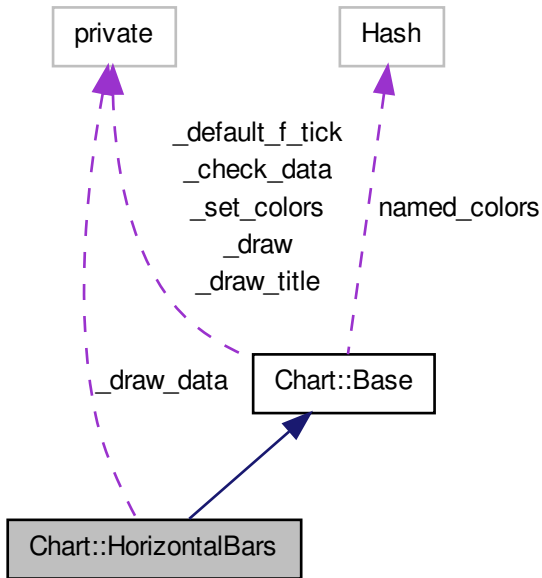 private
Hash
_default_f_tick
_check_data
_set_colors
_draw
_draw_title
named_colors
Chart::Base
_draw_data
Chart::HorizontalBars